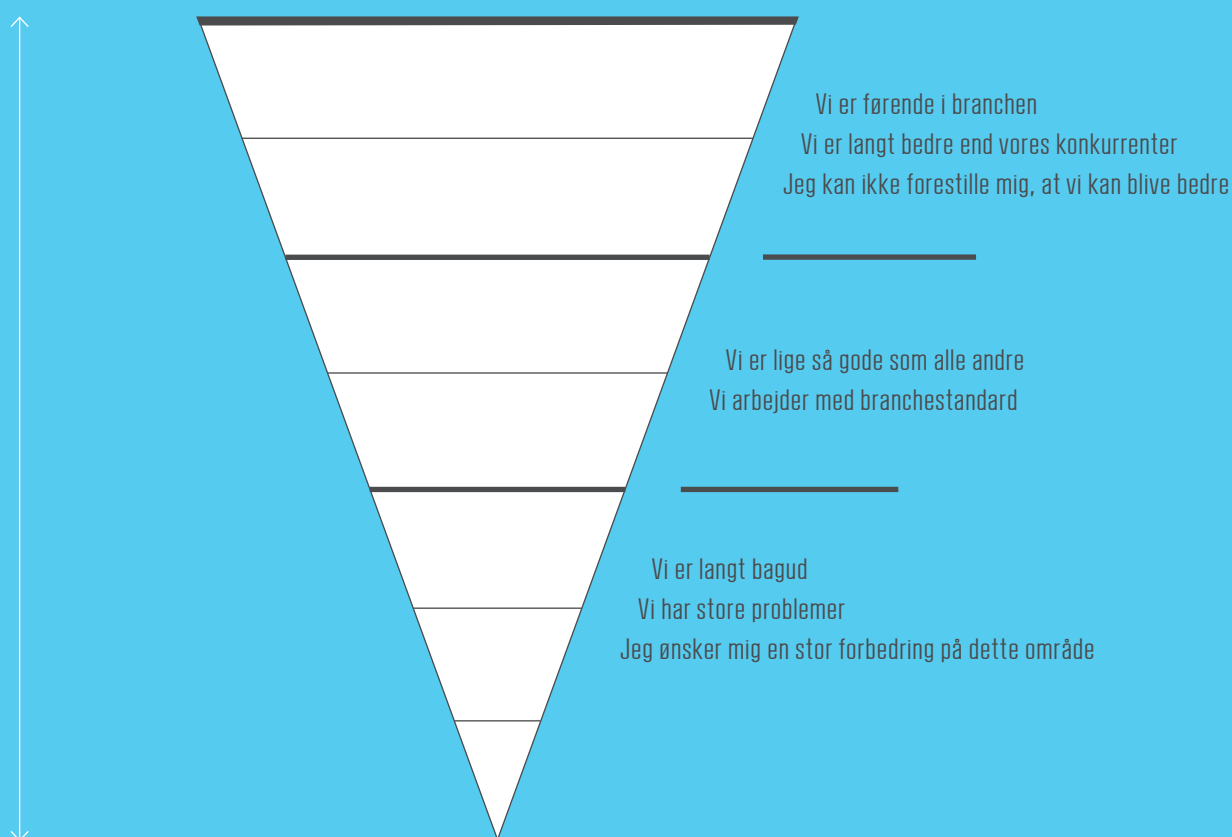 Vi er førende i branchen
Vi er langt bedre end vores konkurrenter
Jeg kan ikke forestille mig, at vi kan blive bedre
Vi er lige så gode som alle andre
Vi arbejder med branchestandard
Vi er langt bagud
Vi har store problemer
Jeg ønsker mig en stor forbedring på dette område